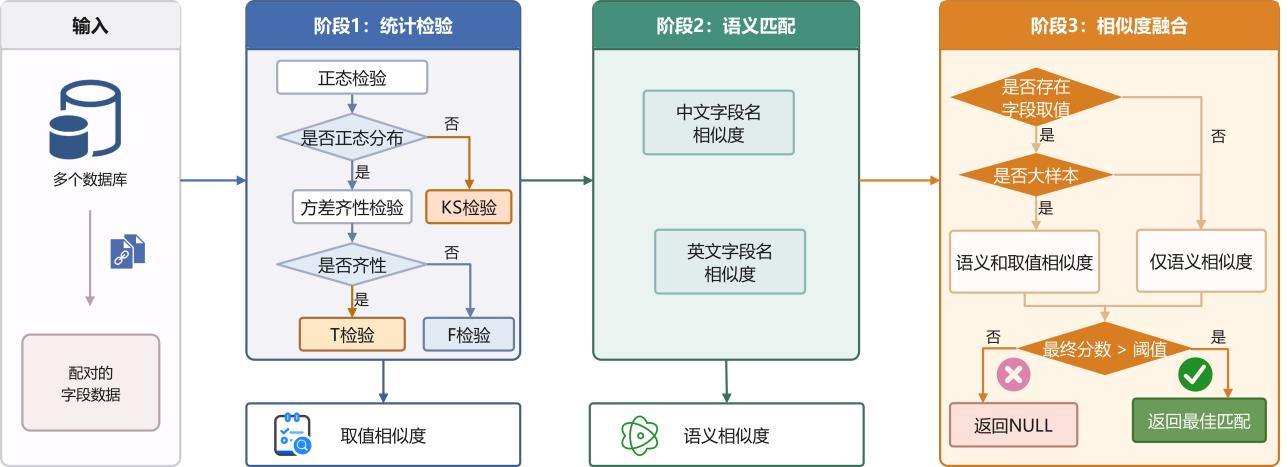 输入
多个数据库
配对的
字段数据
阶段1：统计检验
正态检验
是否正态分布
否
是
方差齐性检验
KS检验
是否齐性
否
是
T检验
F检验
取值相似度
阶段2：语义匹配
中文字段名
相似度
英文字段名
相似度
语义相似度
阶段3：相似度融合
是否存在
字段取值
是
否
是否大样本
是
语义和取值相似度
仅语义相似度
最终分数 > 阈值
否
是
返回NULL
返回最佳匹配